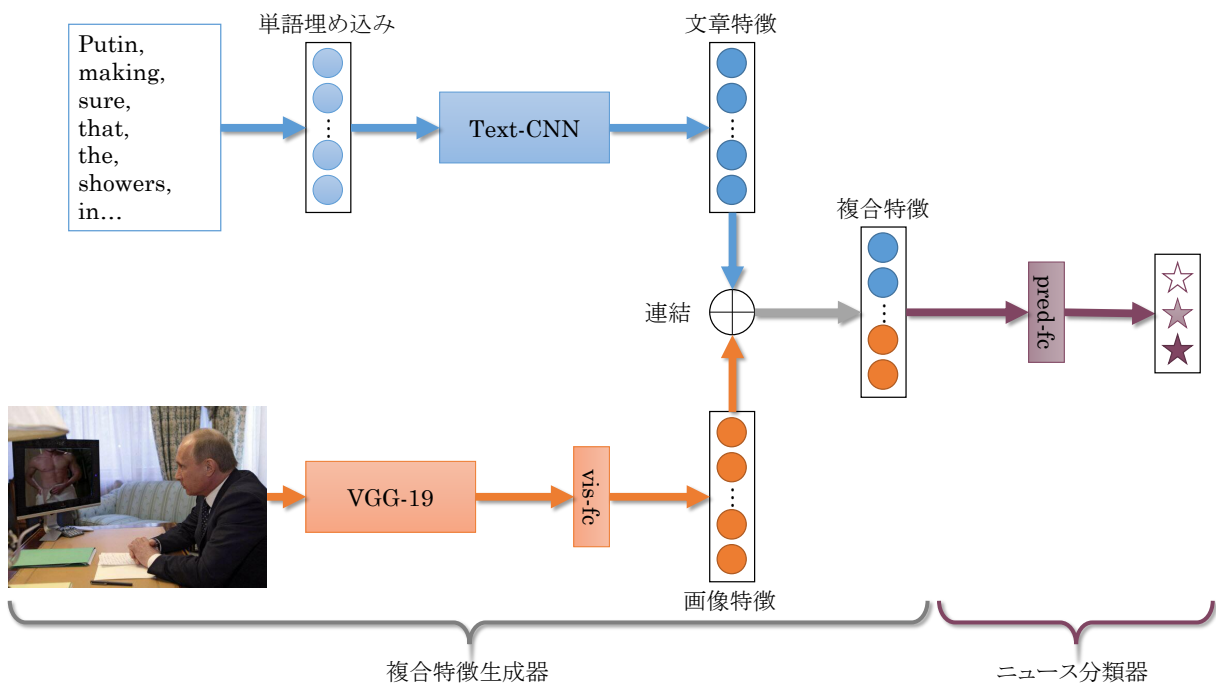 単語埋め込み
文章特徴
Putin,
making,
sure,
that,
the,
showers,
in...
Text-CNN
複合特徴
連結
pred-fc
VGG-19
vis-fc
画像特徴
複合特徴生成器
ニュース分類器